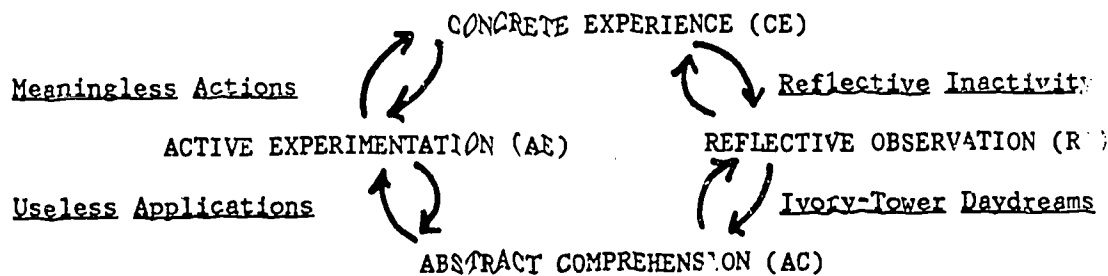 CONCRETE EXPERIENCE (CE)
Meaningless Actions
Reflective Inactivity
ACTIVE EXPERIMENTATION (AE)
REFLECTIVE OBSERVATION (R
Useless Applications
Ivory-Tower Daydreams
ABSTRACT COMPREHENSION (AC)